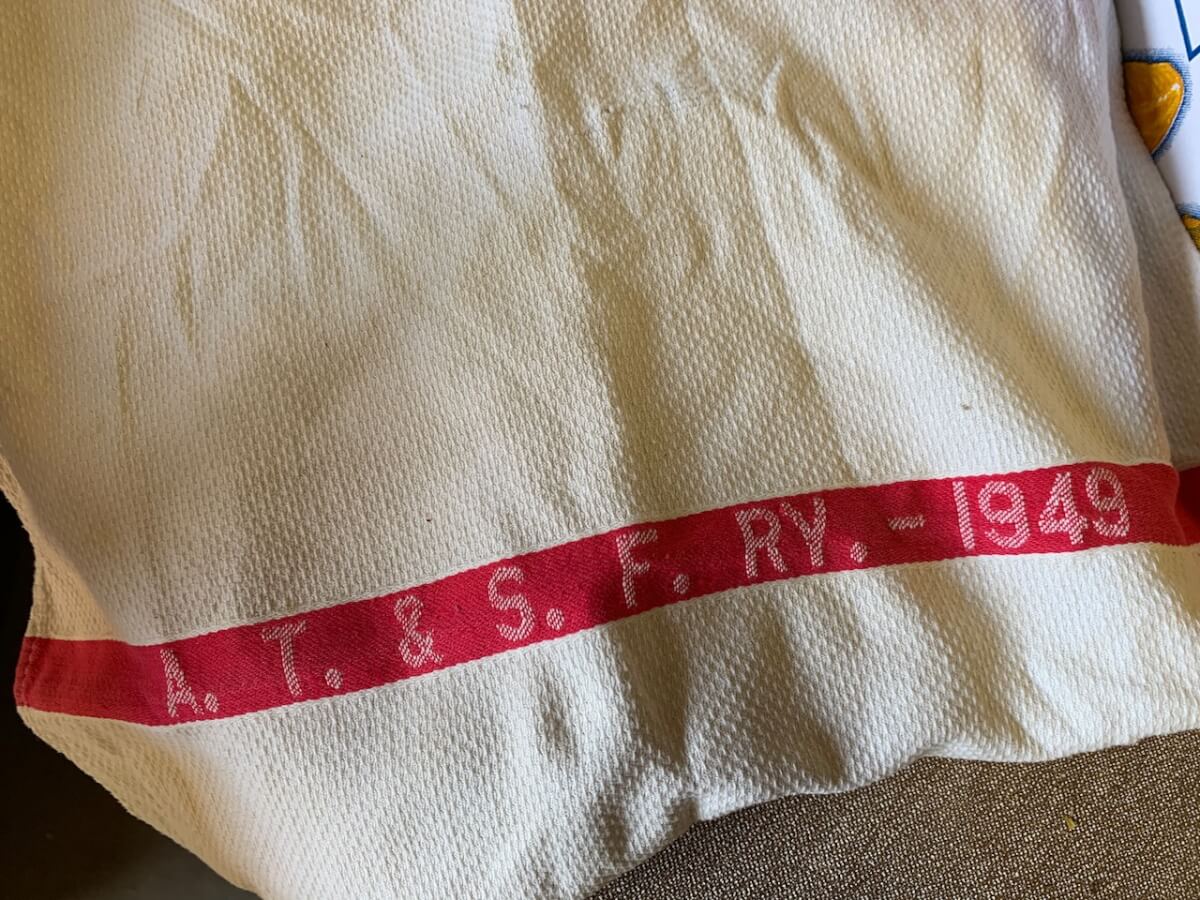 A. T. & S. F. RY. - 1949